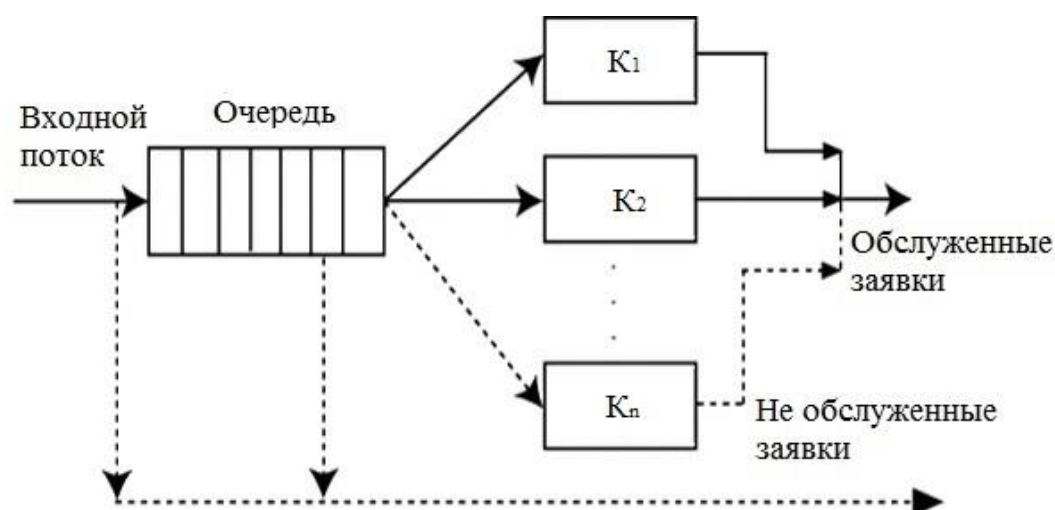 Входной
поток
Очередь
К1
К2
Кn
Обслуженные
заявки
Не обслуженные
заявки